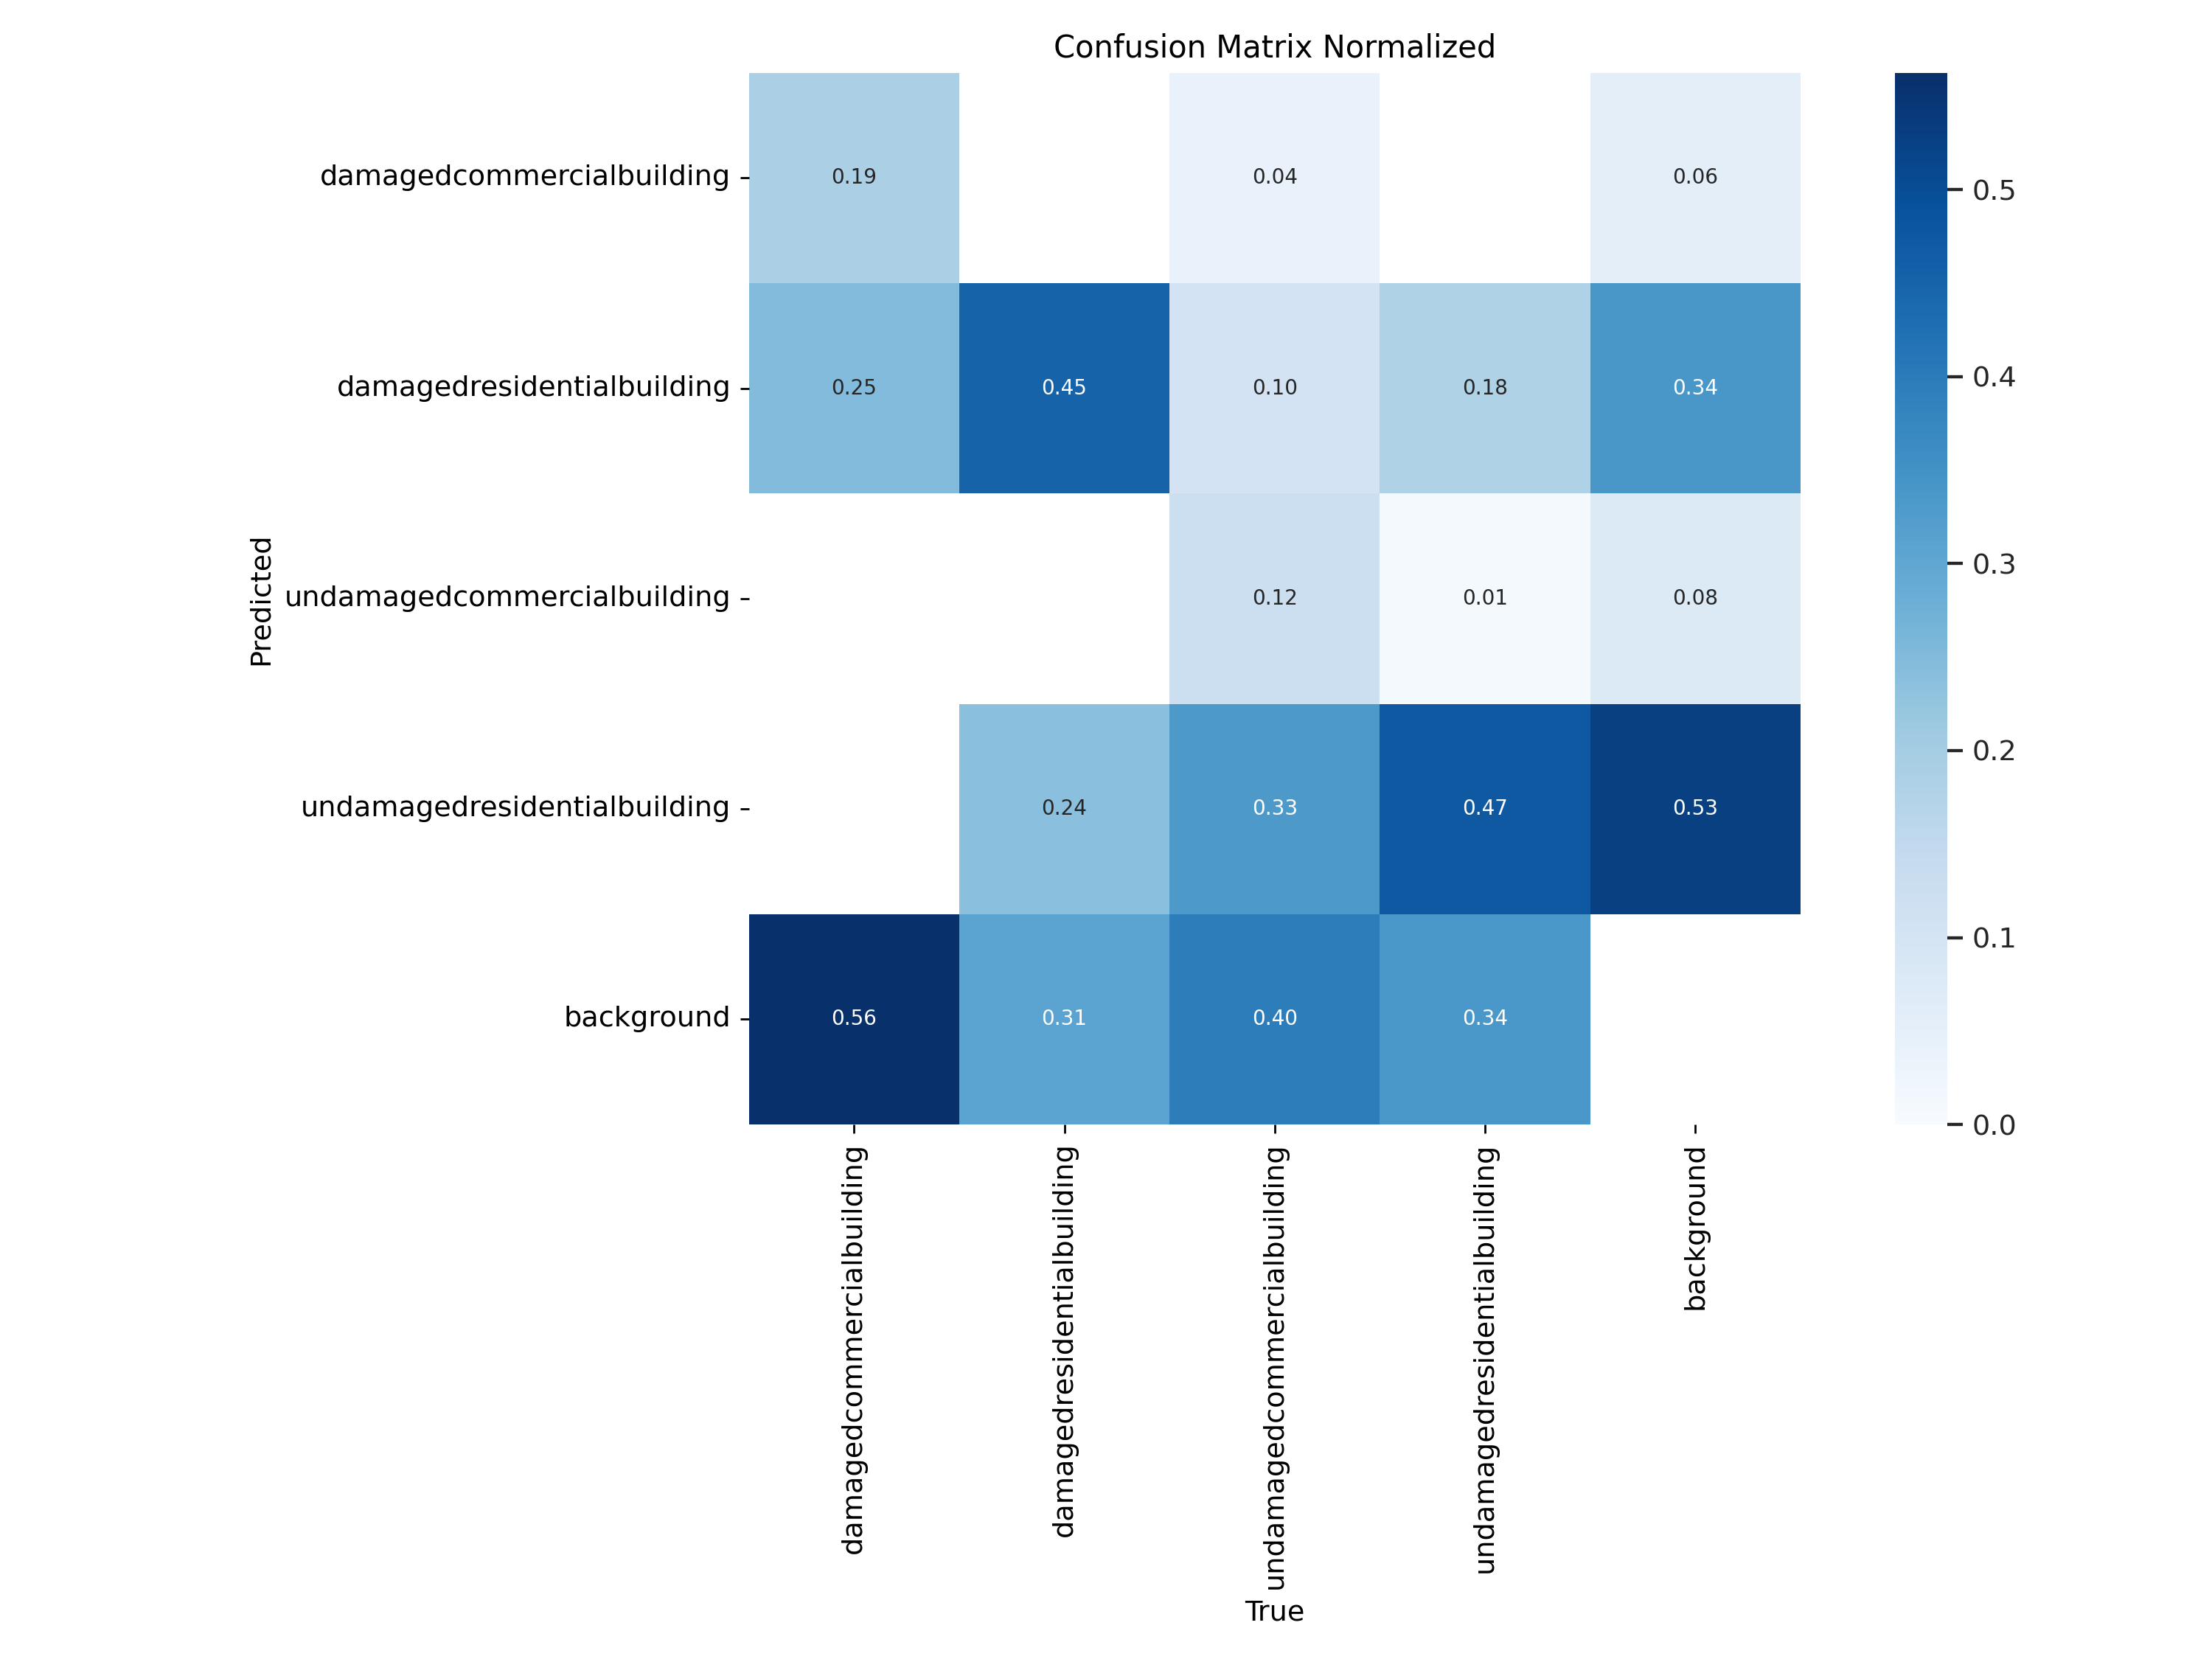 Confusion Matrix Normalized
damagedcommercialbuilding
0.19
0.04
0.06
damagedresidentialbuilding
0.25
0.45
0.10
0.18
0.34
undamagedcommercialbuilding
0.12
0.01
0.08
undamagedresidentialbuilding
0.24
0.33
0.47
0.53
background
0.56
0.31
0.40
0.34
Predicted
damagedcommercialbuilding
damagedresidentialbuilding
undamagedcommercialbuilding
undamagedresidentialbuilding
background
True
0.5
0.4
0.3
0.2
0.1
0.0